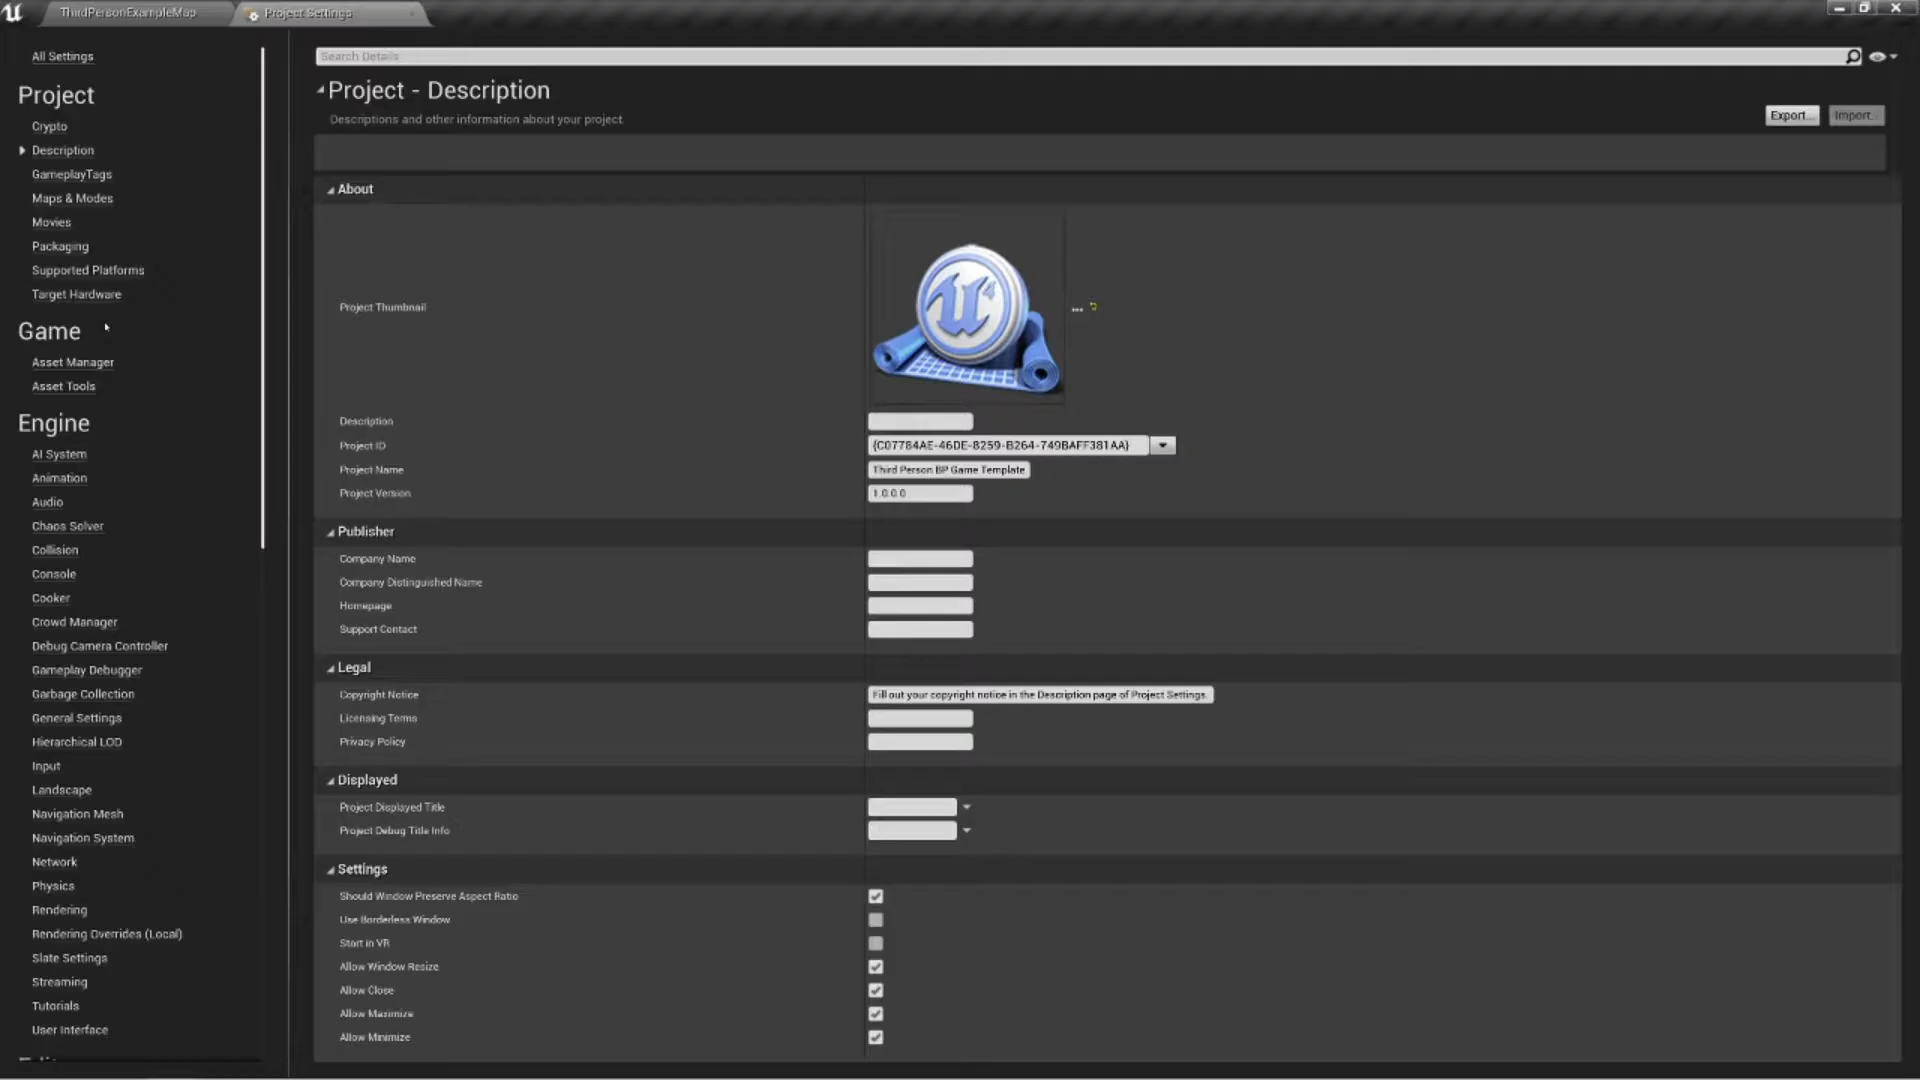 ThirdPersonExampleMap
Project Settings
All Settings
Project
Crypto
Description
GameplayTags
Maps & Modes
Movies
Packaging
Supported Platforms
Target Hardware
Game
Asset Manager
Asset Tools
Engine
AI System
Animation
Audio
Chaos Solver
Collision
Console
Cooker
Crowd Manager
Debug Camera Controller
Gameplay Debugger
Garbage Collection
General Settings
Hierarchical LOD
Input
Landscape
Navigation Mesh
Navigation System
Network
Physics
Rendering
Rendering Overrides (Local)
Slate Settings
Streaming
Tutorials
User Interface
Search Details
Project - Description
Descriptions and other information about your project
Export...
Import...
About
Project Thumbnail
...
Description
Project ID {C07784AE-46DE-8259-B264-749BAFF381AA}
Project Name Third Person BP Game Template
Project Version 1.0.0.0
Publisher
Company Name
Company Distinguished Name
Homepage
Support Contact
Legal
Copyright Notice Fill out your copyright notice in the Description page of Project Settings.
Licensing Terms
Privacy Policy
Displayed
Project Displayed Title
Project Debug Title Info
Settings
Should Window Preserve Aspect Ratio
Use Borderless Window
Start in VR
Allow Window Resize
Allow Close
Allow Maximize
Allow Minimize